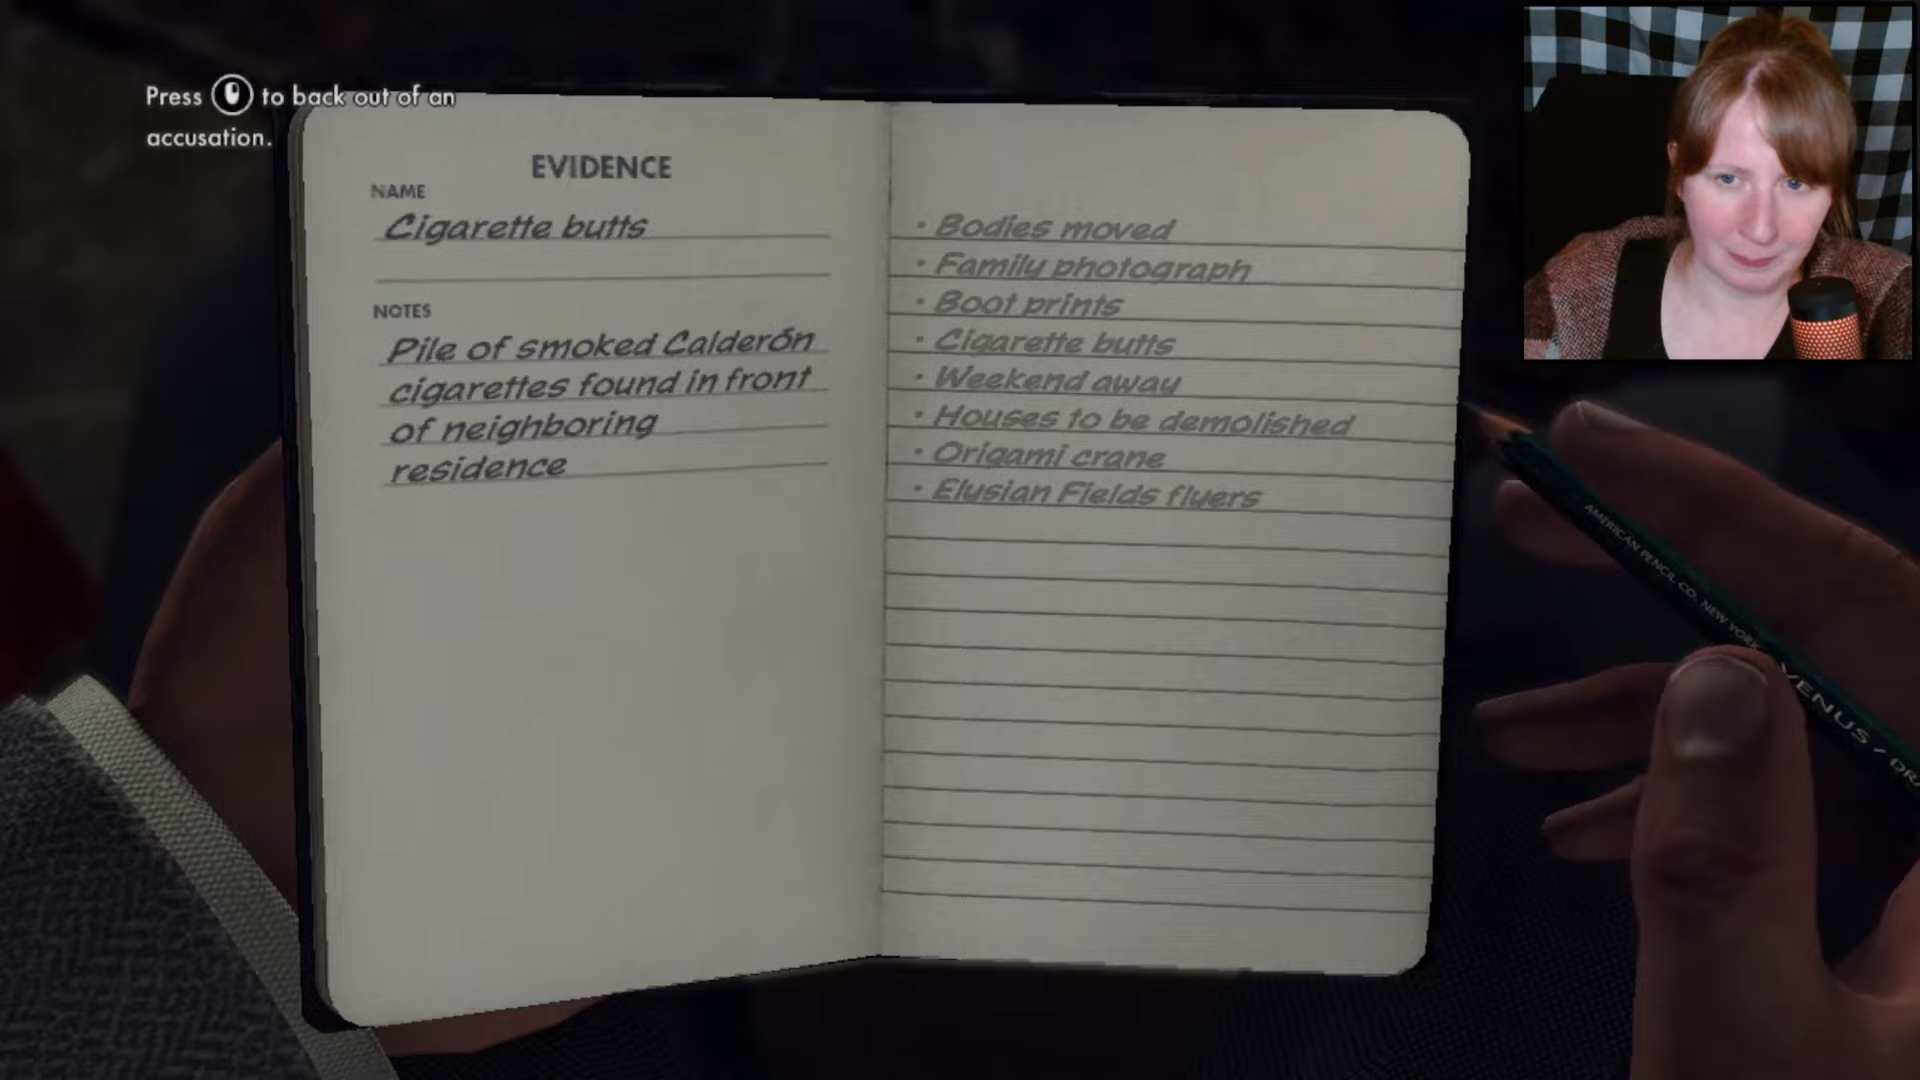 Press to back out of an
accusation.
EVIDENCE
NAME
Cigarette butts
NOTES
Pile of smoked Calderón
cigarettes found in front
of neighboring
residence
• Bodies moved
• Family photograph
• Boot prints
• Cigarette butts
• Weekend away
• Houses to be demolished
• Origami crane
• Elysian Fields flyers
AMERICAN PENCIL CO. NEW YORK VENUS / DRA